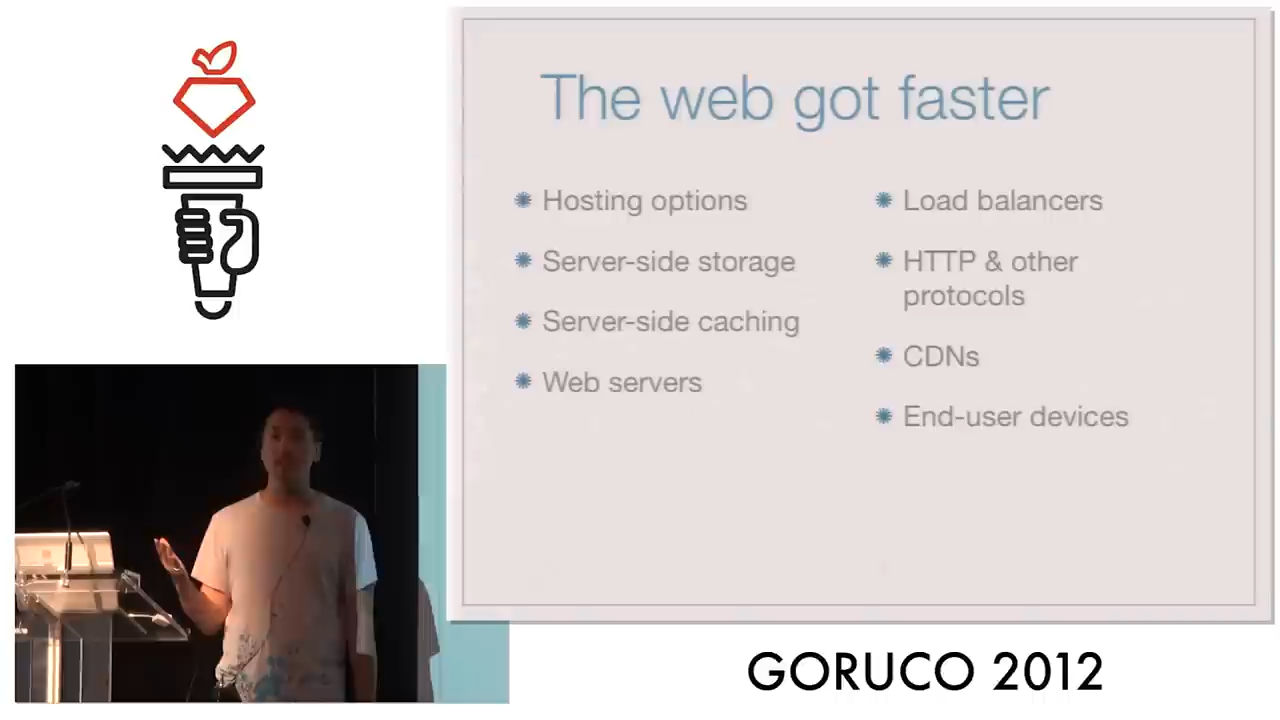 The web got faster
Hosting options
Server-side storage
Server-side caching
Web servers
Load balancers
HTTP & other
protocols
CDNs
End-user devices
GORUCO 2012